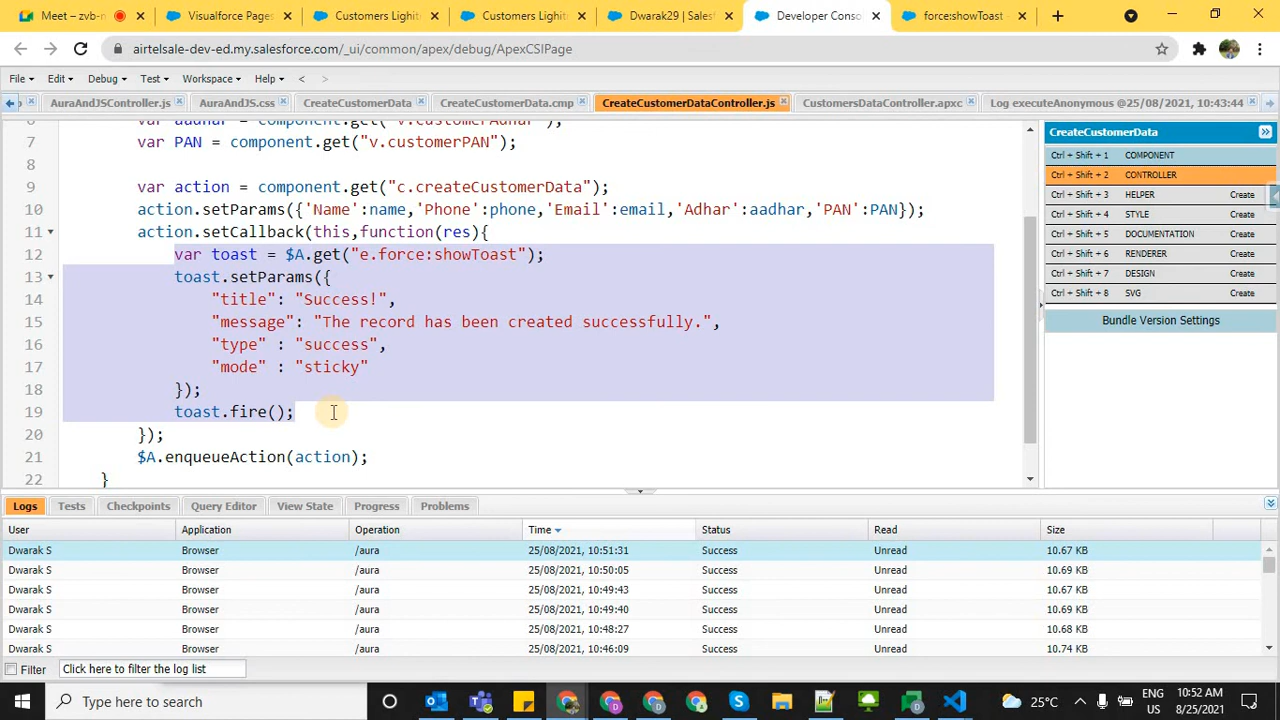 Meet – zvb-n
Visualforce Pages
Customers Lighitn
Customers Lighitn
Dwarak29 | Sales
Developer Conso
force:showToast -
airtelsale-dev-ed.my.salesforce.com/_ui/common/apex/debug/ApexCSIPage
File Edit Debug Test Workspace Help < >
AuraAndJSController.js AuraAndJS.css CreateCustomerData CreateCustomerData.cmp CreateCustomerDataController.js CustomersDataController.apxc Log executeAnonymous @25/08/2021, 10:43:44
6 var aadhar = component.get("v.customerAdhar");
7 var PAN = component.get("v.customerPAN");
8
9 var action = component.get("c.createCustomerData");
10 action.setParams({'Name':name,'Phone':phone,'Email':email,'Adhar':aadhar,'PAN':PAN});
11 action.setCallback(this,function(res){
12 var toast = $A.get("e.force:showToast");
13 toast.setParams({
14 "title": "Success!",
15 "message": "The record has been created successfully.",
16 "type" : "success",
17 "mode" : "sticky"
18 });
19 toast.fire();
20 });
21 $A.enqueueAction(action);
22 }
CreateCustomerData
Ctrl + Shift + 1 COMPONENT
Ctrl + Shift + 2 CONTROLLER
Ctrl + Shift + 3 HELPER Create
Ctrl + Shift + 4 STYLE Create
Ctrl + Shift + 5 DOCUMENTATION Create
Ctrl + Shift + 6 RENDERER Create
Ctrl + Shift + 7 DESIGN Create
Ctrl + Shift + 8 SVG Create
Bundle Version Settings
Logs Tests Checkpoints Query Editor View State Progress Problems
User Application Operation Time Status Read Size
Dwarak S Browser /aura 25/08/2021, 10:51:31 Success Unread 10.67 KB
Dwarak S Browser /aura 25/08/2021, 10:50:05 Success Unread 10.69 KB
Dwarak S Browser /aura 25/08/2021, 10:49:43 Success Unread 10.67 KB
Dwarak S Browser /aura 25/08/2021, 10:49:40 Success Unread 10.69 KB
Dwarak S Browser /aura 25/08/2021, 10:48:27 Success Unread 10.68 KB
Dwarak S Browser /aura 25/08/2021, 10:46:09 Success Unread 10.74 KB
Filter Click here to filter the log list
Type here to search
25°C
ENG
US
10:52 AM
8/25/2021